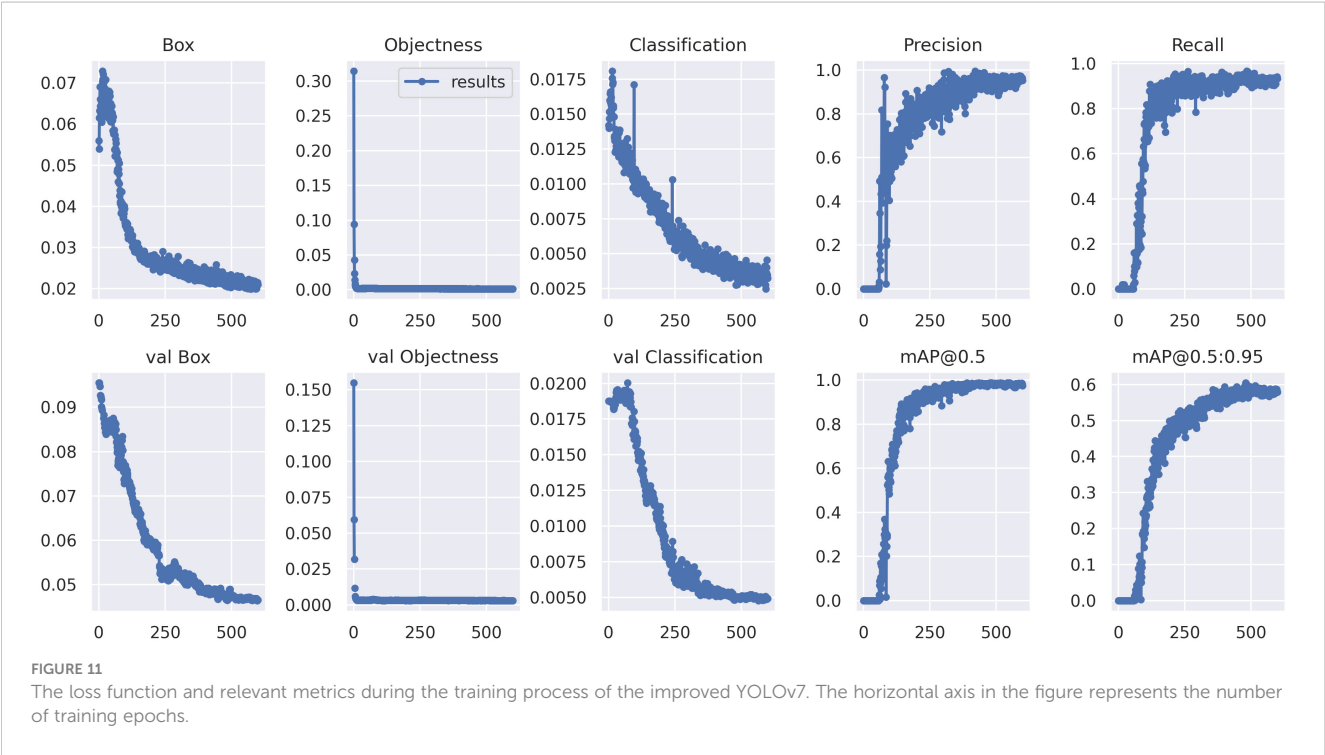 Box
Objectness
Classification
Precision
Recall
0.07
0.06
0.05
0.04
0.03
0.02
0 250 500
results
0.30
0.25
0.20
0.15
0.10
0.05
0.00
0 250 500
0.0175
0.0150
0.0125
0.0100
0.0075
0.0050
0.0025
0 250 500
1.0
0.8
0.6
0.4
0.2
0.0
0 250 500
1.0
0.8
0.6
0.4
0.2
0.0
0 250 500
val Box
val Objectness
val Classification
mAP@0.5
mAP@0.5:0.95
0.09
0.08
0.07
0.06
0.05
0 250 500
0.150
0.125
0.100
0.075
0.050
0.025
0.000
0 250 500
0.0200
0.0175
0.0150
0.0125
0.0100
0.0075
0.0050
0 250 500
1.0
0.8
0.6
0.4
0.2
0.0
0 250 500
0.6
0.5
0.4
0.3
0.2
0.1
0.0
0 250 500
FIGURE 11
The loss function and relevant metrics during the training process of the improved YOLOv7. The horizontal axis in the figure represents the number
of training epochs.